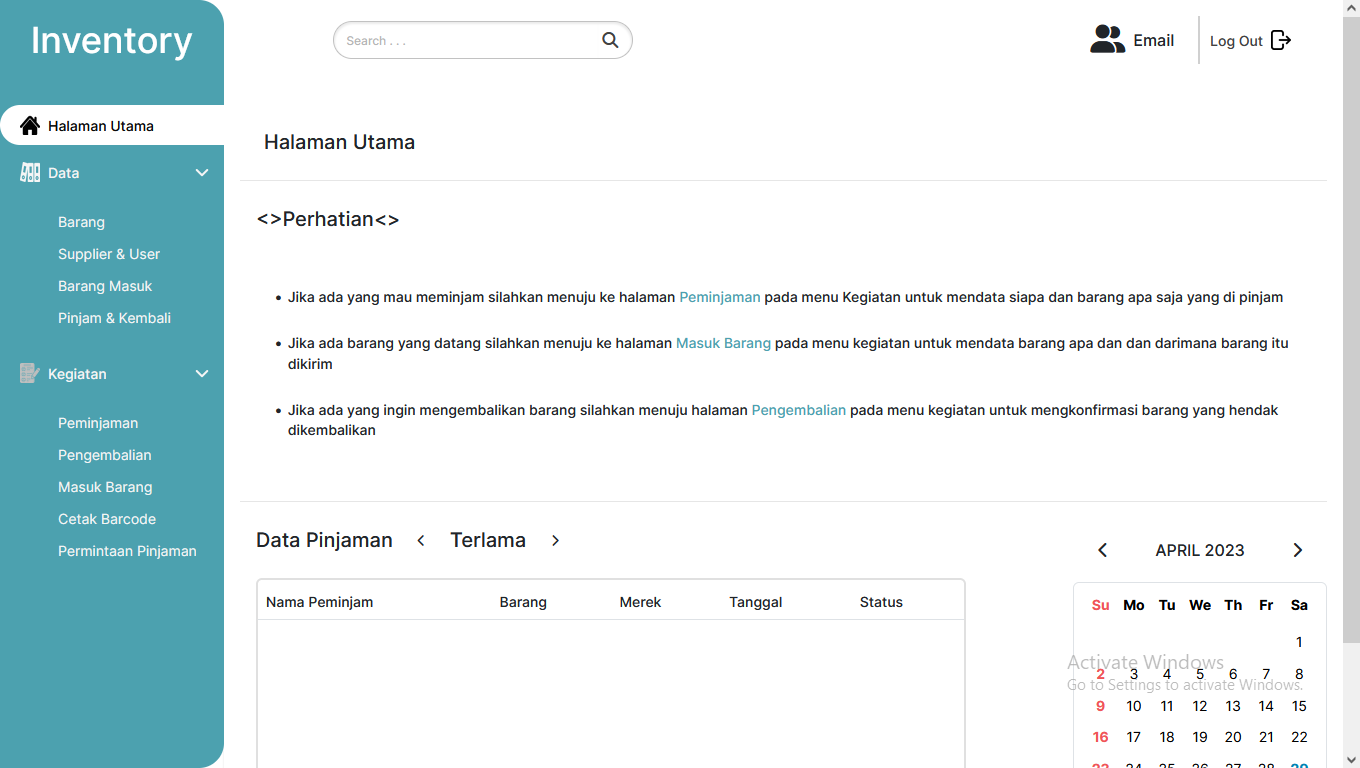 Inventory
Search . . .
Email
Log Out
Halaman Utama
Data
Barang
Supplier & User
Barang Masuk
Pinjam & Kembali
Kegiatan
Peminjaman
Pengembalian
Masuk Barang
Cetak Barcode
Permintaan Pinjaman
Halaman Utama
<>Perhatian<>
• Jika ada yang mau meminjam silahkan menuju ke halaman Peminjaman pada menu Kegiatan untuk mendata siapa dan barang apa saja yang di pinjam
• Jika ada barang yang datang silahkan menuju ke halaman Masuk Barang pada menu kegiatan untuk mendata barang apa dan dan darimana barang itu
dikirim
• Jika ada yang ingin mengembalikan barang silahkan menuju halaman Pengembalian pada menu kegiatan untuk mengkonfirmasi barang yang hendak
dikembalikan
Data Pinjaman < Terlama >
Nama Peminjam Barang Merek Tanggal Status
< APRIL 2023 >
Su Mo Tu We Th Fr Sa
1
2 3 4 5 6 7 8
9 10 11 12 13 14 15
16 17 18 19 20 21 22
23 24 25 26 27 28 29
Activate Windows
Go to Settings to activate Windows.